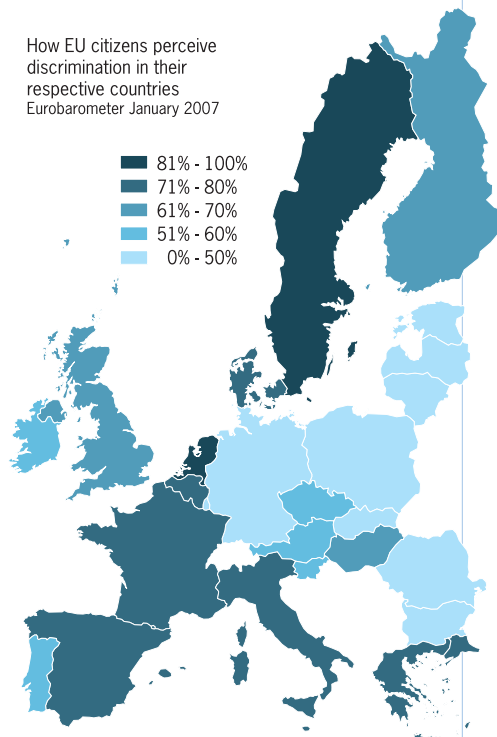 How EU citizens perceive
discrimination in their
respective countries
Eurobarometer January 2007
81% - 100%
71% - 80%
61% - 70%
51% - 60%
0% - 50%